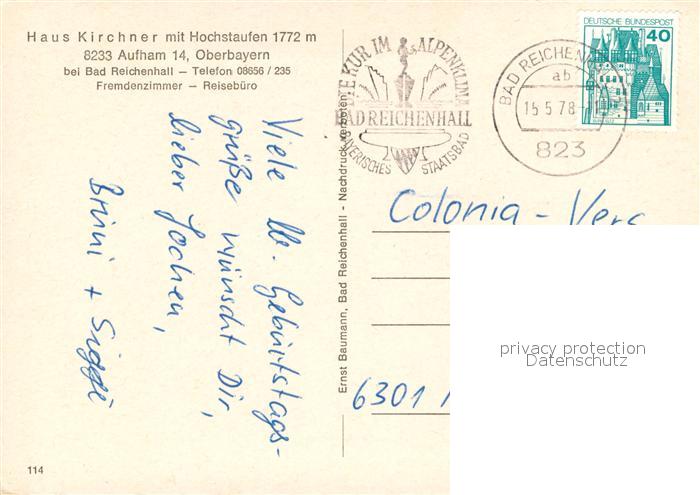 Haus Kirchner mit Hochstaufen 1772 m
8233 Aufham 14, Oberbayern
bei Bad Reichenhall — Telefon 08656 / 235
Fremdenzimmer — Reisebüro
Viele lb. Geburtstags-
grüße wünscht Dir,
lieber Jochen,
Brini + Siggi
114
Ernst Baumann, Bad Reichenhall - Nachdruck verboten
DIE KUR IM ALPENKLIMA
BAD REICHENHALL
BAYERISCHES STAATSBAD
BAD REICHENHALL
ab
15.5.78
823
DEUTSCHE BUNDESPOST
40
Colonia - Vers
6301
privacy protection
Datenschutz